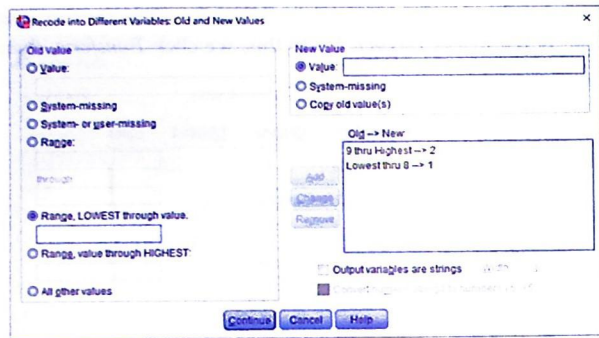 Recode into Different Variables: Old and New Values
Old Value
Value:
System-missing
System- or user-missing
Range:
through
Range, LOWEST through value:
Range, value through HIGHEST:
All other values
New Value
Value:
System-missing
Copy old value(s)
Old --> New
9 thru Highest --> 2
Lowest thru 8 --> 1
Add
Change
Remove
Output variables are strings
Continue
Cancel
Help